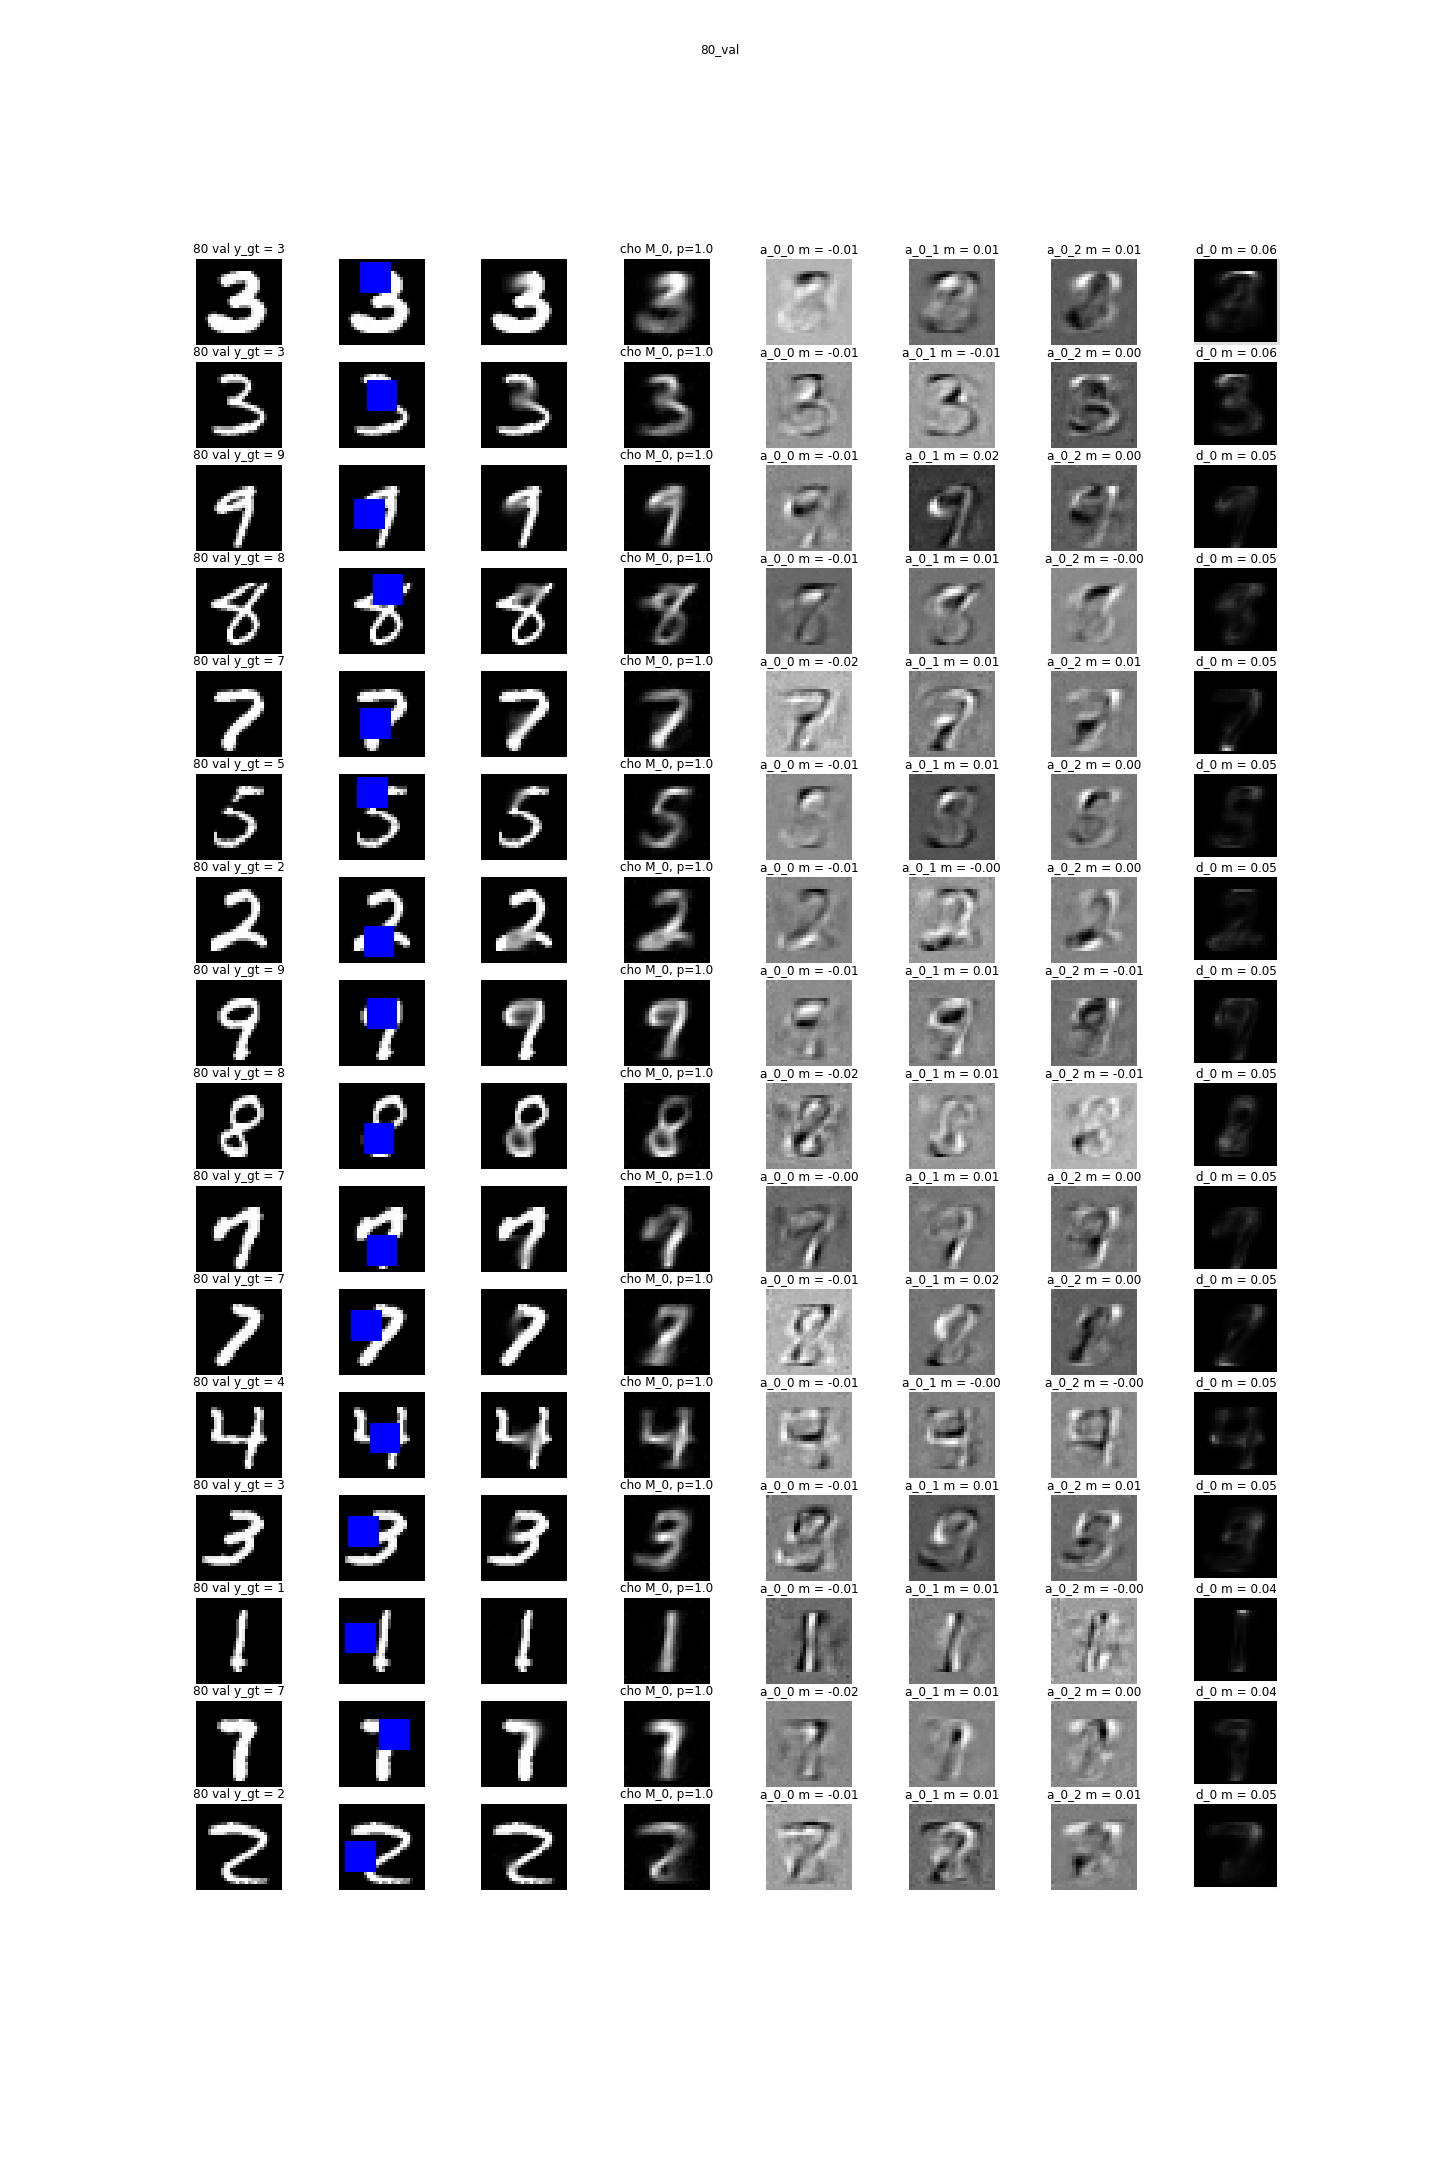 80_val
80 val y_gt = 3 cho M_0, p=1.0 a_0_0 m = -0.01 a_0_1 m = 0.01 a_0_2 m = 0.01 d_0 m = 0.06
80 val y_gt = 3 cho M_0, p=1.0 a_0_0 m = -0.01 a_0_1 m = -0.01 a_0_2 m = 0.00 d_0 m = 0.06
80 val y_gt = 9 cho M_0, p=1.0 a_0_0 m = -0.01 a_0_1 m = 0.02 a_0_2 m = 0.00 d_0 m = 0.05
80 val y_gt = 8 cho M_0, p=1.0 a_0_0 m = -0.01 a_0_1 m = 0.01 a_0_2 m = -0.00 d_0 m = 0.05
80 val y_gt = 7 cho M_0, p=1.0 a_0_0 m = -0.02 a_0_1 m = 0.01 a_0_2 m = 0.01 d_0 m = 0.05
80 val y_gt = 5 cho M_0, p=1.0 a_0_0 m = -0.01 a_0_1 m = 0.01 a_0_2 m = 0.00 d_0 m = 0.05
80 val y_gt = 2 cho M_0, p=1.0 a_0_0 m = -0.01 a_0_1 m = -0.00 a_0_2 m = 0.00 d_0 m = 0.05
80 val y_gt = 9 cho M_0, p=1.0 a_0_0 m = -0.01 a_0_1 m = 0.01 a_0_2 m = -0.01 d_0 m = 0.05
80 val y_gt = 8 cho M_0, p=1.0 a_0_0 m = -0.02 a_0_1 m = 0.01 a_0_2 m = -0.01 d_0 m = 0.05
80 val y_gt = 7 cho M_0, p=1.0 a_0_0 m = -0.00 a_0_1 m = 0.01 a_0_2 m = 0.00 d_0 m = 0.05
80 val y_gt = 7 cho M_0, p=1.0 a_0_0 m = -0.01 a_0_1 m = 0.02 a_0_2 m = 0.00 d_0 m = 0.05
80 val y_gt = 4 cho M_0, p=1.0 a_0_0 m = -0.01 a_0_1 m = -0.00 a_0_2 m = -0.00 d_0 m = 0.05
80 val y_gt = 3 cho M_0, p=1.0 a_0_0 m = -0.01 a_0_1 m = 0.01 a_0_2 m = 0.01 d_0 m = 0.05
80 val y_gt = 1 cho M_0, p=1.0 a_0_0 m = -0.01 a_0_1 m = 0.01 a_0_2 m = -0.00 d_0 m = 0.04
80 val y_gt = 7 cho M_0, p=1.0 a_0_0 m = -0.02 a_0_1 m = 0.01 a_0_2 m = 0.00 d_0 m = 0.04
80 val y_gt = 2 cho M_0, p=1.0 a_0_0 m = -0.01 a_0_1 m = 0.01 a_0_2 m = 0.01 d_0 m = 0.05